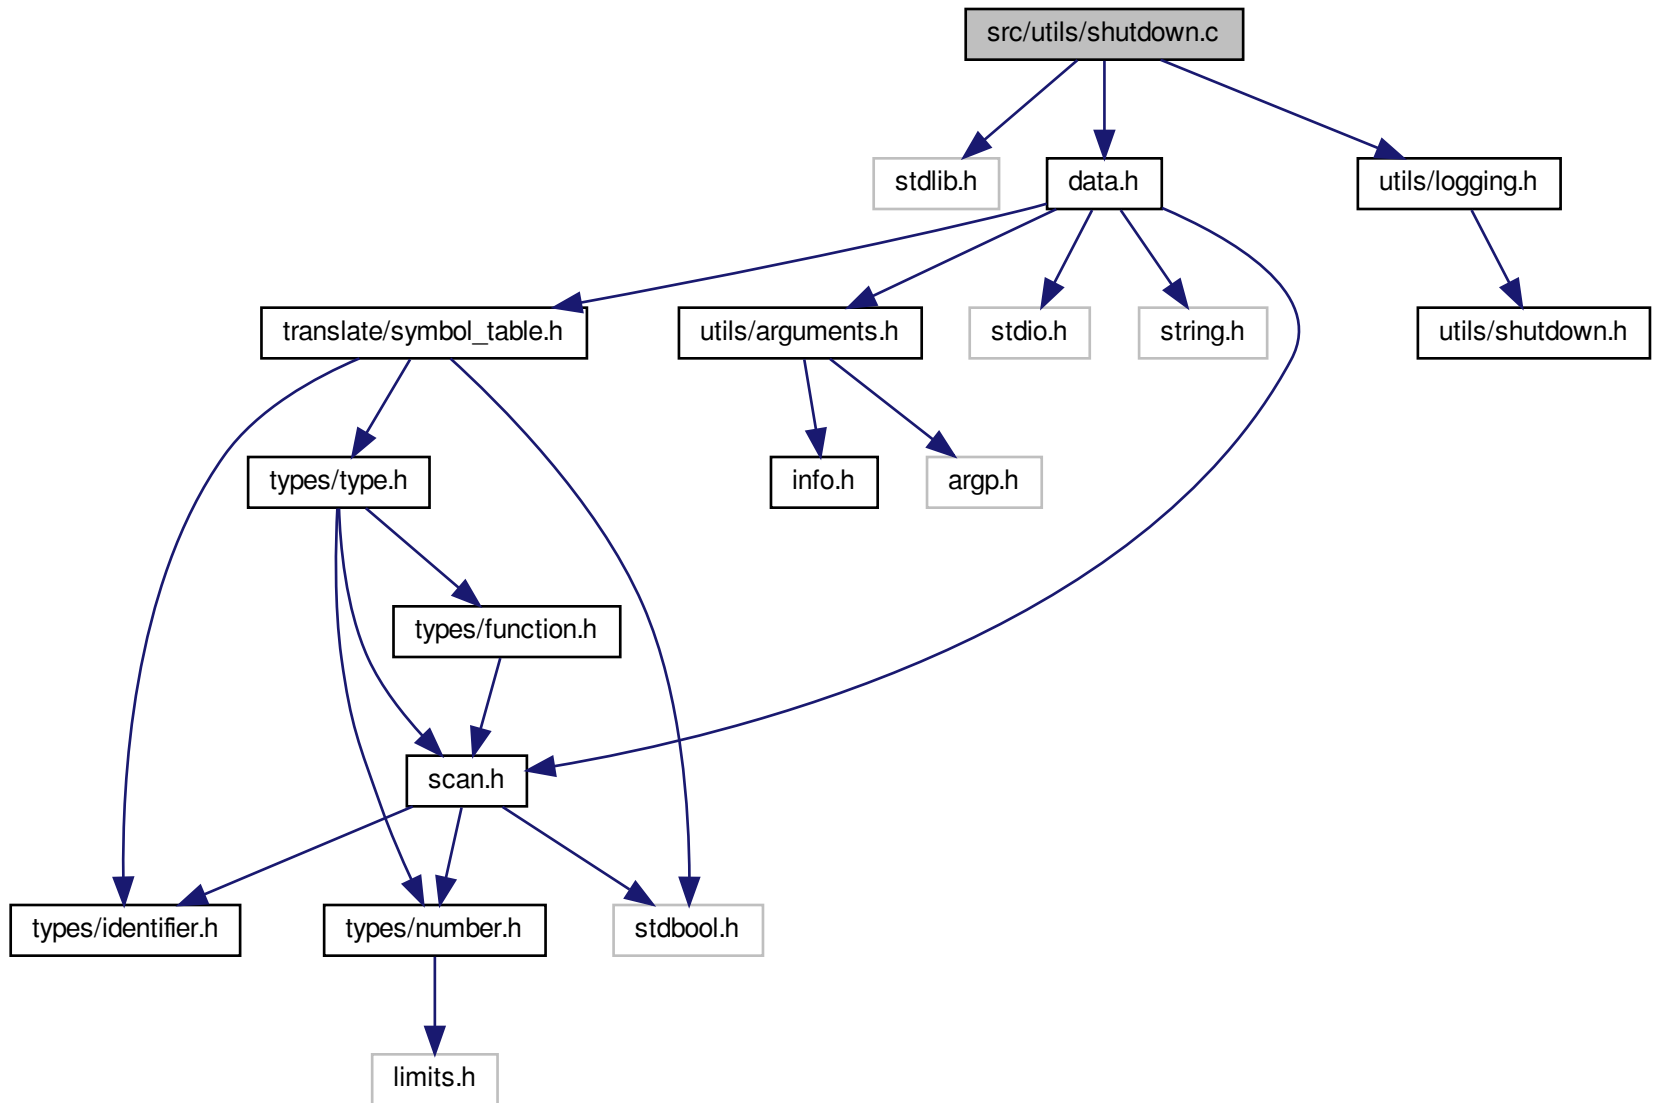 src/utils/shutdown.c
stdlib.h
data.h
utils/logging.h
translate/symbol_table.h
utils/arguments.h
stdio.h
string.h
utils/shutdown.h
types/type.h
info.h
argp.h
types/function.h
scan.h
types/identifier.h
types/number.h
stdbool.h
limits.h